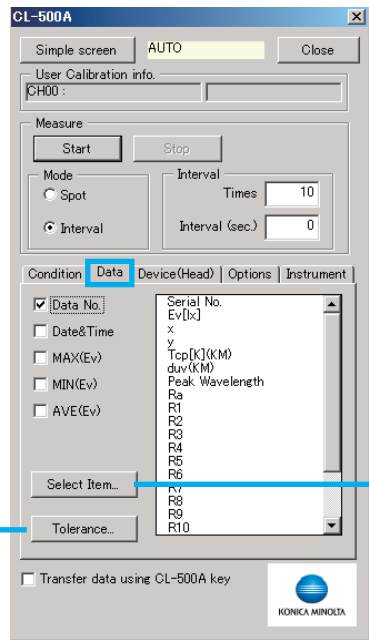 CL-500A
Simple screen AUTO Close
User Calibration info.
CH00 :
Measure
Start Stop
Mode
Spot
Interval
Interval
Times 10
Interval (sec.) 0
Condition Data Device(Head) Options Instrument
Data No.
Date&Time
MAX(Ev)
MIN(Ev)
AVE(Ev)
Select Item...
Tolerance...
Serial No.
Ev[lx]
x
y
Tcp[K](KM)
duv(KM)
Peak Wavelength
Ra
R1
R2
R3
R4
R5
R6
R7
R8
R9
R10
Transfer data using CL-500A key
KONICA MINOLTA